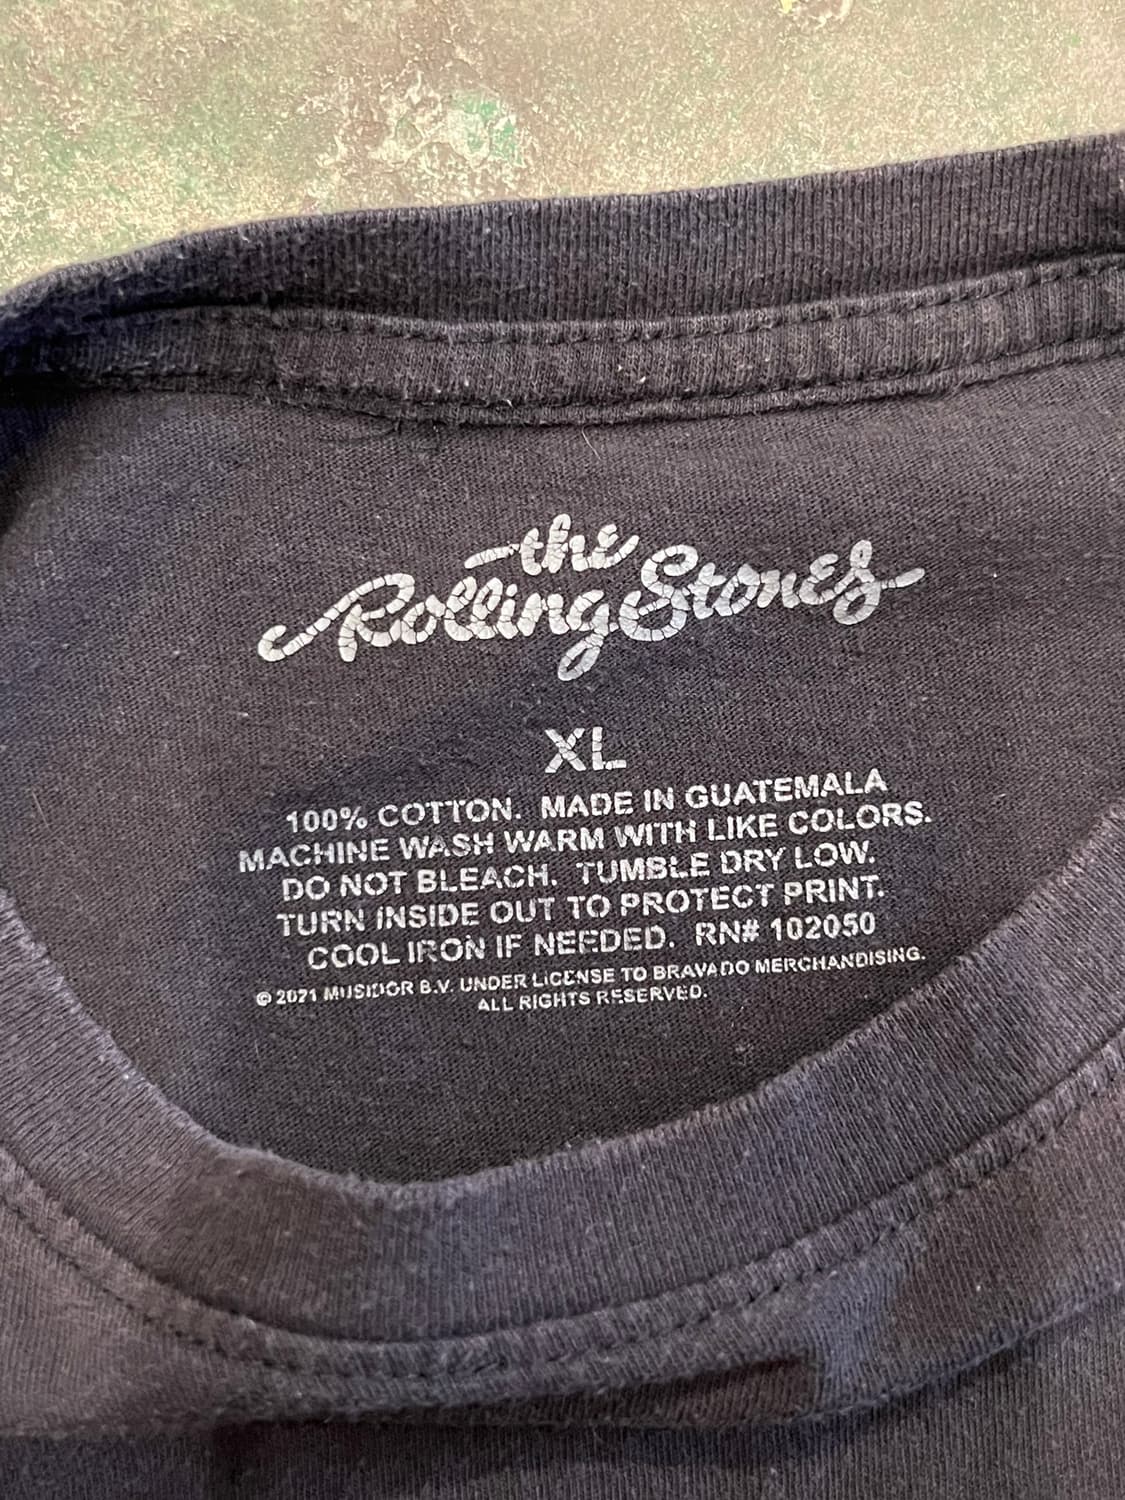 the
Rolling Stones
XL
100% COTTON. MADE IN GUATEMALA
MACHINE WASH WARM WITH LIKE COLORS.
DO NOT BLEACH. TUMBLE DRY LOW.
TURN INSIDE OUT TO PROTECT PRINT.
COOL IRON IF NEEDED. RN# 102050
© 2021 MUSIDOR B.V. UNDER LICENSE TO BRAVADO MERCHANDISING.
ALL RIGHTS RESERVED.